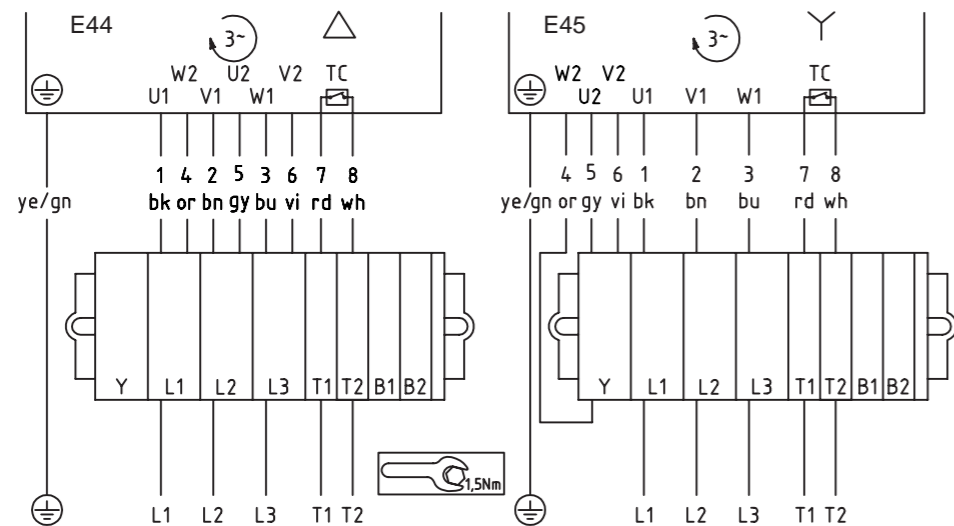 E44 3~
W2 U2 V2 TC
U1 V1 W1
1 4 2 5 3 6 7 8
ye/gn bk or bn gy bu vi rd wh
Y L1 L2 L3 T1 T2 B1 B2
L1 L2 L3 T1 T2
1,5Nm
E45 3~
W2 V2 TC
U2 U1 V1 W1
4 5 6 1 2 3 7 8
ye/gn or gy vi bk bn bu rd wh
Y L1 L2 L3 T1 T2 B1 B2
L1 L2 L3 T1 T2